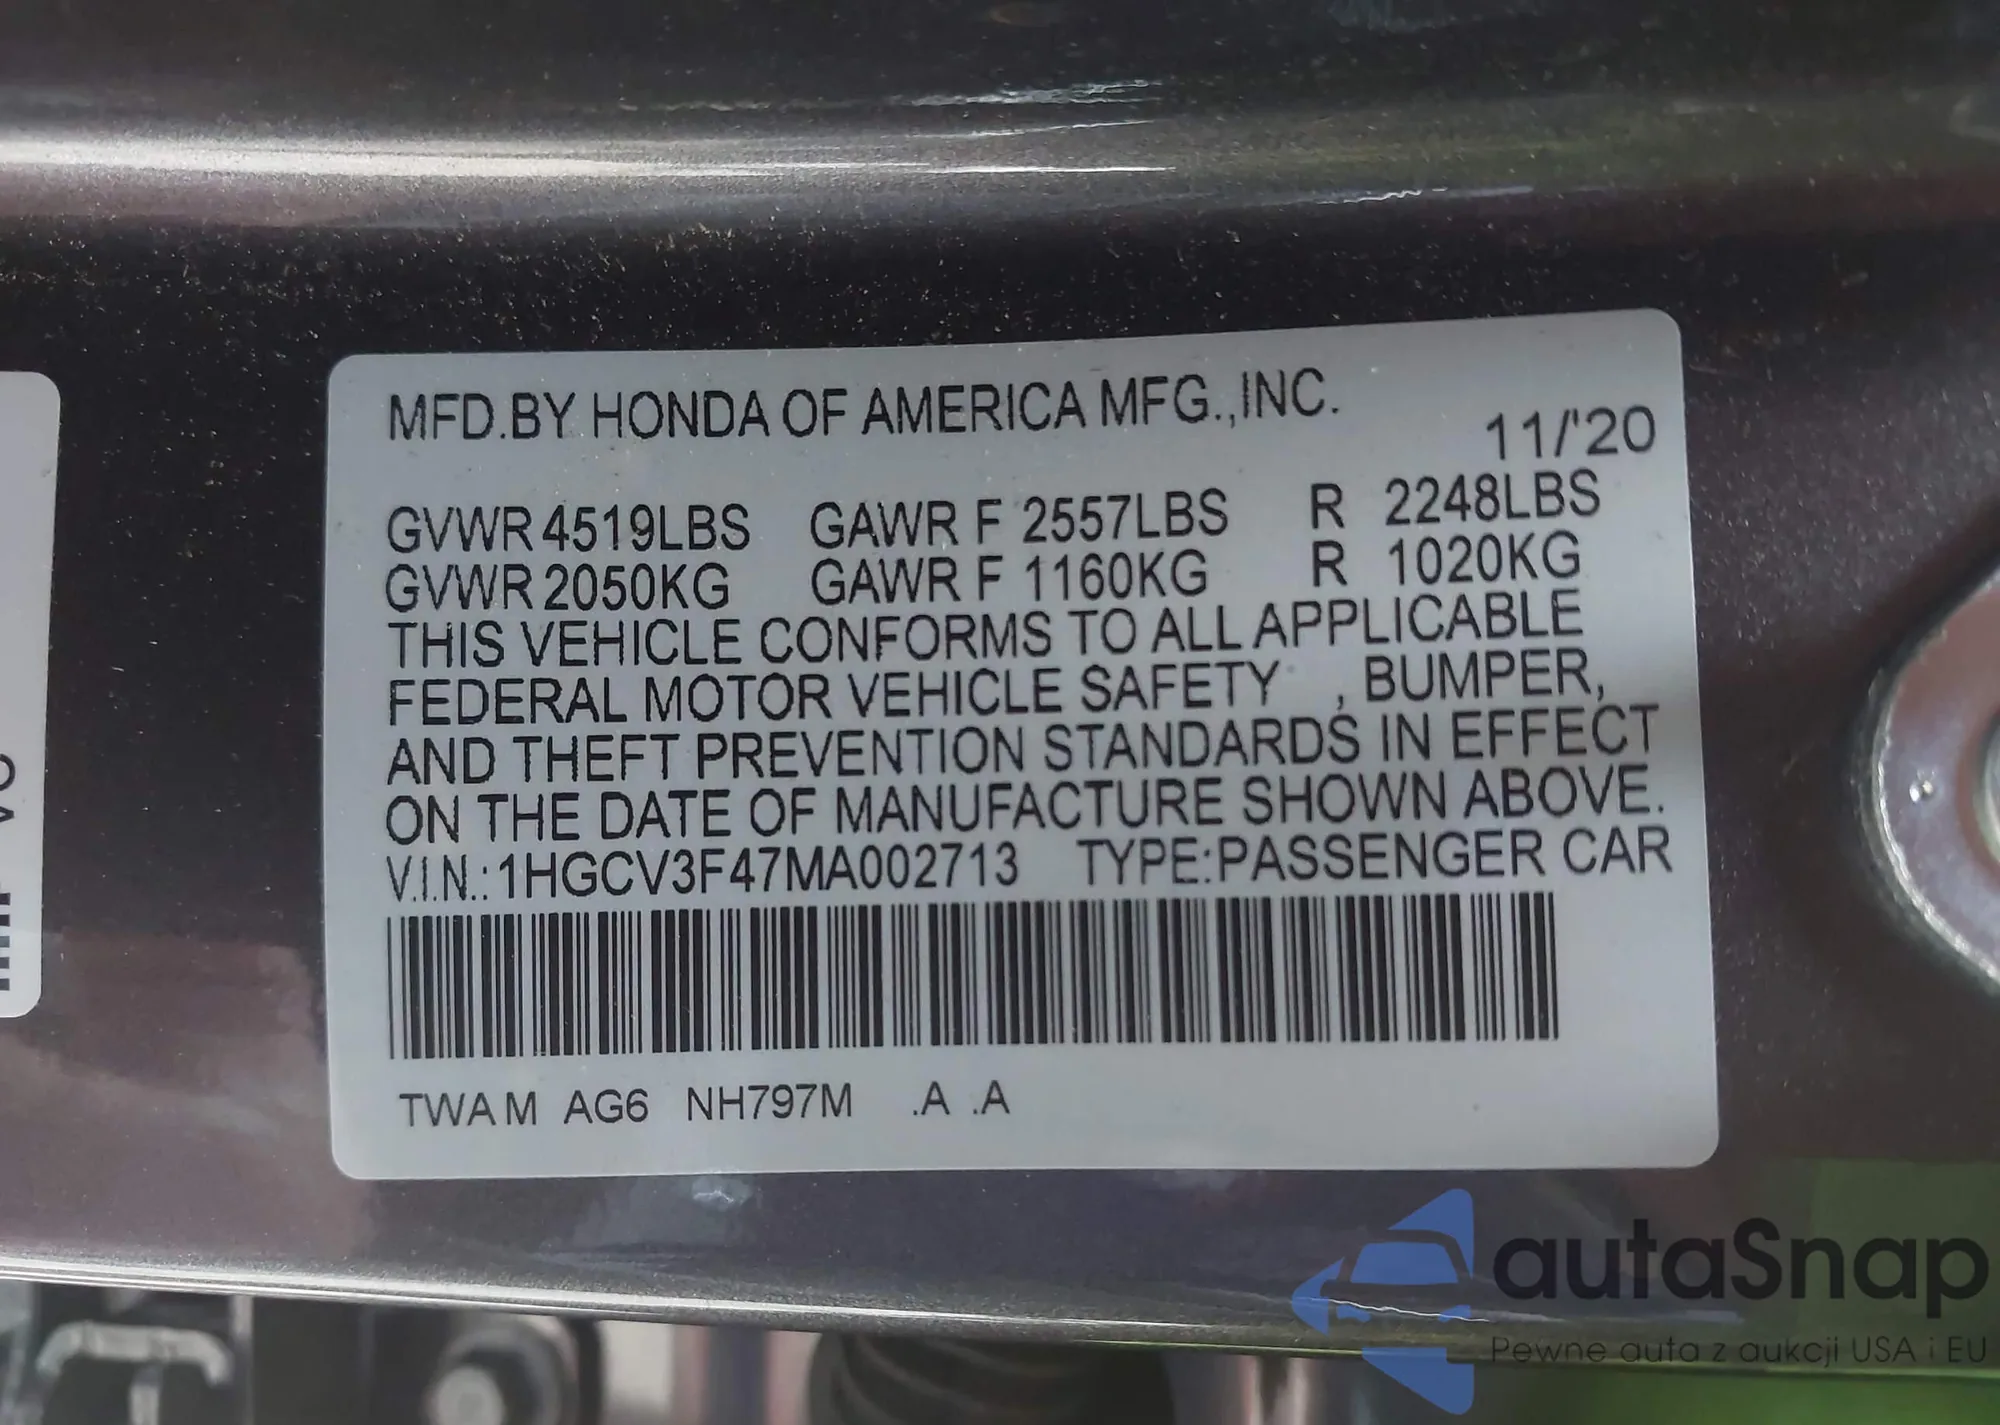 MFD.BY HONDA OF AMERICA MFG.,INC.
11/'20
GVWR 4519LBS GAWR F 2557LBS R 2248LBS
GVWR 2050KG GAWR F 1160KG R 1020KG
THIS VEHICLE CONFORMS TO ALL APPLICABLE
FEDERAL MOTOR VEHICLE SAFETY , BUMPER,
AND THEFT PREVENTION STANDARDS IN EFFECT
ON THE DATE OF MANUFACTURE SHOWN ABOVE.
V.I.N.: 1HGCV3F47MA002713 TYPE:PASSENGER CAR
TWAM AG6 NH797M .A .A
autaSnap
Pewne auta z aukcji USA i EU